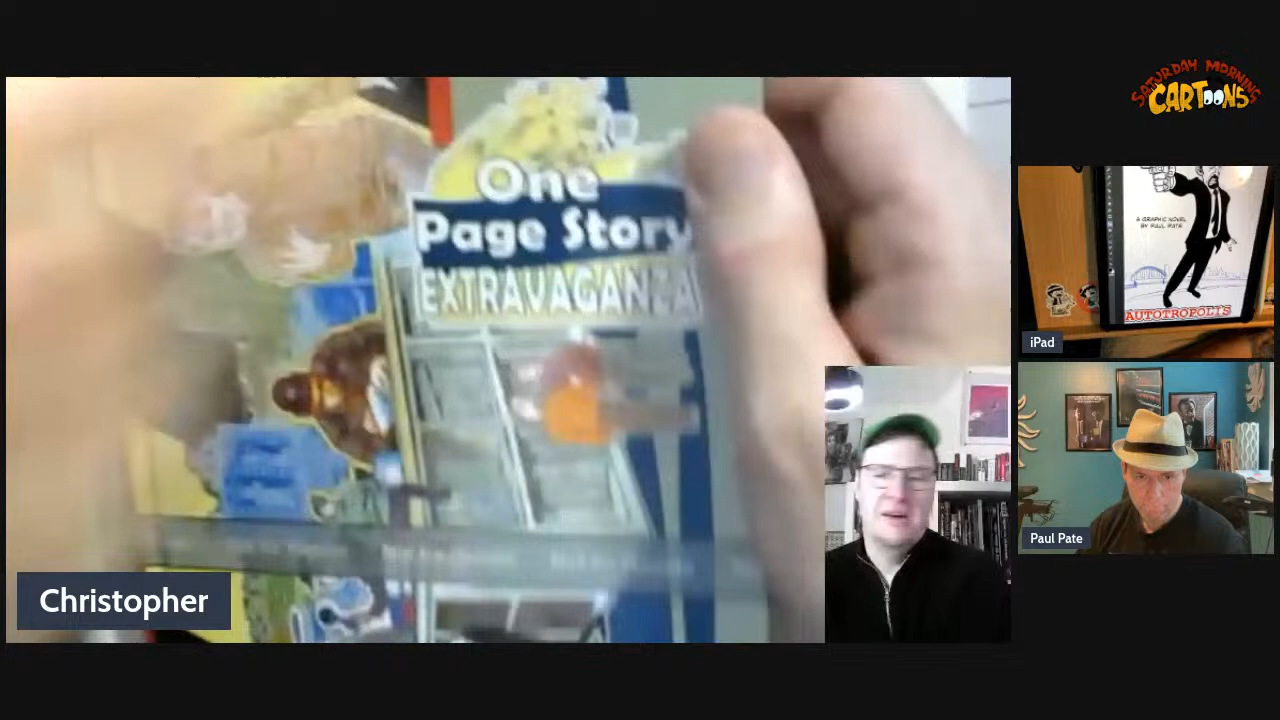 SATURDAY MORNING
CARTOONS
One
Page Story
EXTRAVAGANZA
A GRAPHIC NOVEL
BY PAUL PATE
AUTOTROPOLIS
iPad
Paul Pate
Christopher